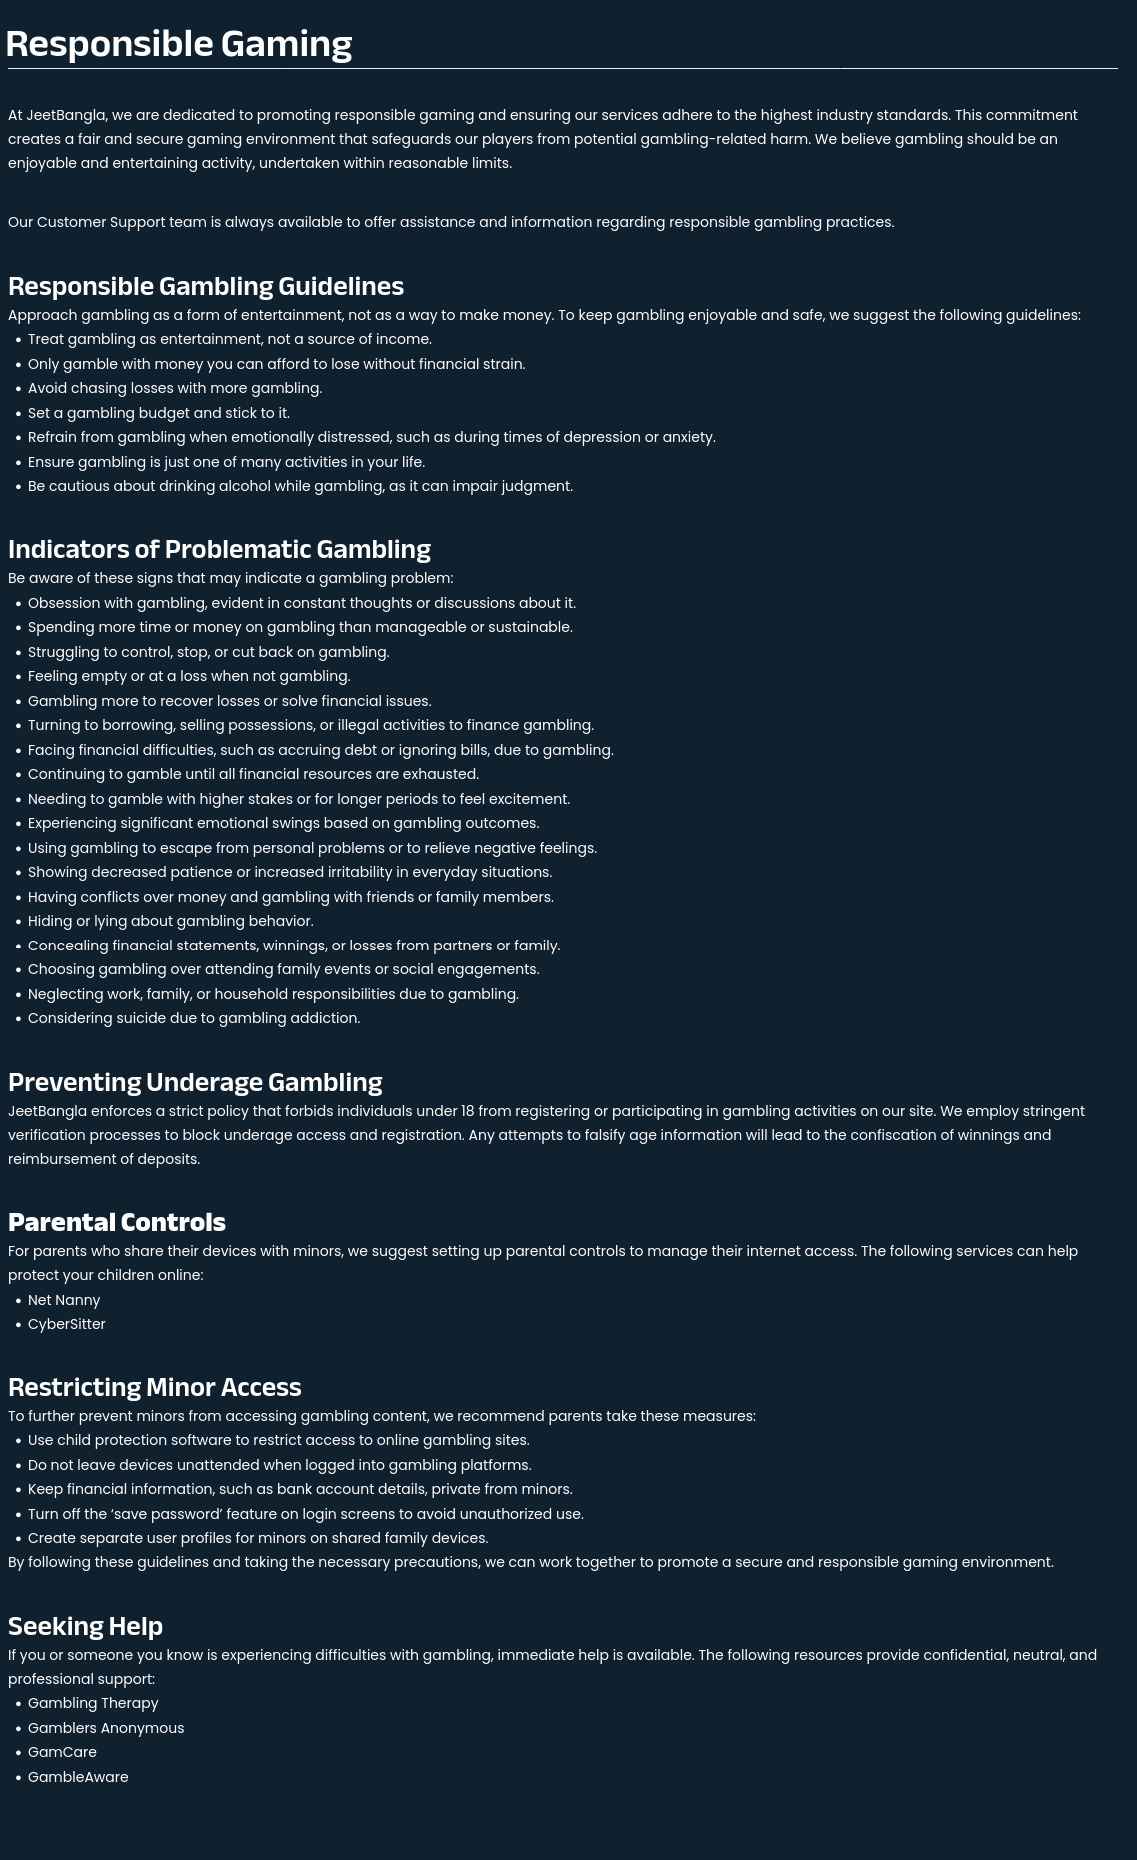 Responsible Gaming
At JeetBangla, we are dedicated to promoting responsible gaming and ensuring our services adhere to the highest industry standards. This commitment
creates a fair and secure gaming environment that safeguards our players from potential gambling-related harm. We believe gambling should be an
enjoyable and entertaining activity, undertaken within reasonable limits.
Our Customer Support team is always available to offer assistance and information regarding responsible gambling practices.
Responsible Gambling Guidelines
Approach gambling as a form of entertainment, not as a way to make money. To keep gambling enjoyable and safe, we suggest the following guidelines:
• Treat gambling as entertainment, not a source of income.
• Only gamble with money you can afford to lose without financial strain.
• Avoid chasing losses with more gambling.
• Set a gambling budget and stick to it.
• Refrain from gambling when emotionally distressed, such as during times of depression or anxiety.
• Ensure gambling is just one of many activities in your life.
• Be cautious about drinking alcohol while gambling, as it can impair judgment.
Indicators of Problematic Gambling
Be aware of these signs that may indicate a gambling problem:
• Obsession with gambling, evident in constant thoughts or discussions about it.
• Spending more time or money on gambling than manageable or sustainable.
• Struggling to control, stop, or cut back on gambling.
• Feeling empty or at a loss when not gambling.
• Gambling more to recover losses or solve financial issues.
• Turning to borrowing, selling possessions, or illegal activities to finance gambling.
• Facing financial difficulties, such as accruing debt or ignoring bills, due to gambling.
• Continuing to gamble until all financial resources are exhausted.
• Needing to gamble with higher stakes or for longer periods to feel excitement.
• Experiencing significant emotional swings based on gambling outcomes.
• Using gambling to escape from personal problems or to relieve negative feelings.
• Showing decreased patience or increased irritability in everyday situations.
• Having conflicts over money and gambling with friends or family members.
• Hiding or lying about gambling behavior.
• Concealing financial statements, winnings, or losses from partners or family.
• Choosing gambling over attending family events or social engagements.
• Neglecting work, family, or household responsibilities due to gambling.
• Considering suicide due to gambling addiction.
Preventing Underage Gambling
JeetBangla enforces a strict policy that forbids individuals under 18 from registering or participating in gambling activities on our site. We employ stringent
verification processes to block underage access and registration. Any attempts to falsify age information will lead to the confiscation of winnings and
reimbursement of deposits.
Parental Controls
For parents who share their devices with minors, we suggest setting up parental controls to manage their internet access. The following services can help
protect your children online:
• Net Nanny
• CyberSitter
Restricting Minor Access
To further prevent minors from accessing gambling content, we recommend parents take these measures:
• Use child protection software to restrict access to online gambling sites.
• Do not leave devices unattended when logged into gambling platforms.
• Keep financial information, such as bank account details, private from minors.
• Turn off the ‘save password’ feature on login screens to avoid unauthorized use.
• Create separate user profiles for minors on shared family devices.
By following these guidelines and taking the necessary precautions, we can work together to promote a secure and responsible gaming environment.
Seeking Help
If you or someone you know is experiencing difficulties with gambling, immediate help is available. The following resources provide confidential, neutral, and
professional support:
• Gambling Therapy
• Gamblers Anonymous
• GamCare
• GambleAware